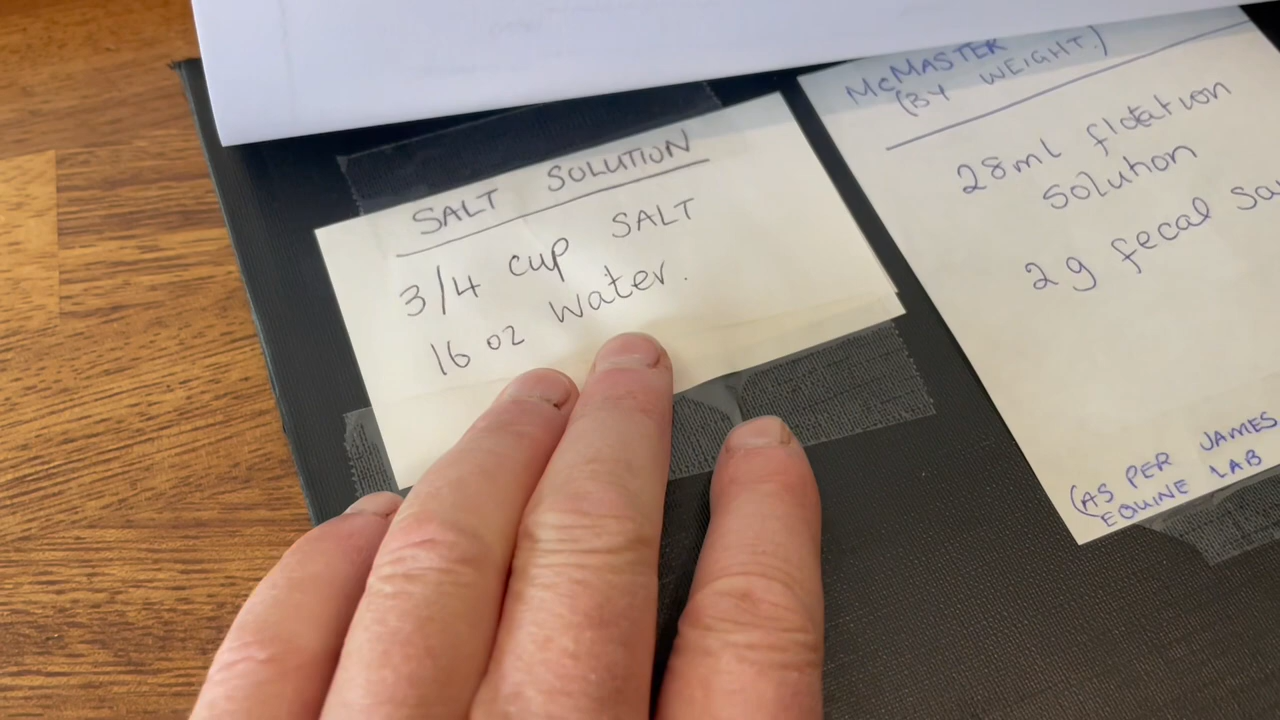 SALT SOLUTION
3/4 cup SALT
16 oz Water.
McMASTER
(BY WEIGHT.)
28ml flotation
solution
2g fecal
(AS PER JAMES
EQUINE LAB